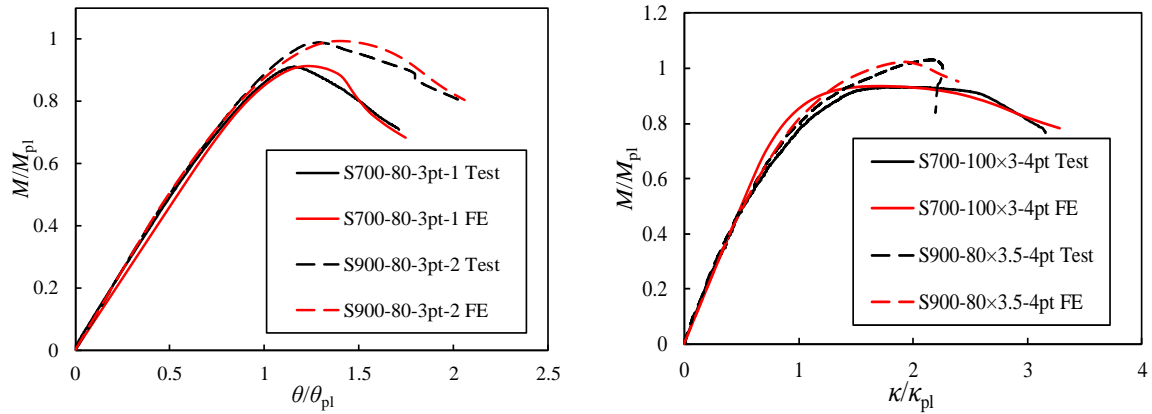 M/Mpl
1
0.8
0.6
0.4
0.2
0
0
0.5
1
1.5
2
2.5
θ/θpl
S700-80-3pt-1 Test
S700-80-3pt-1 FE
S900-80-3pt-2 Test
S900-80-3pt-2 FE
M/Mpl
1.2
1
0.8
0.6
0.4
0.2
0
0
1
2
3
4
κ/κpl
S700-100×3-4pt Test
S700-100×3-4pt FE
S900-80×3.5-4pt Test
S900-80×3.5-4pt FE